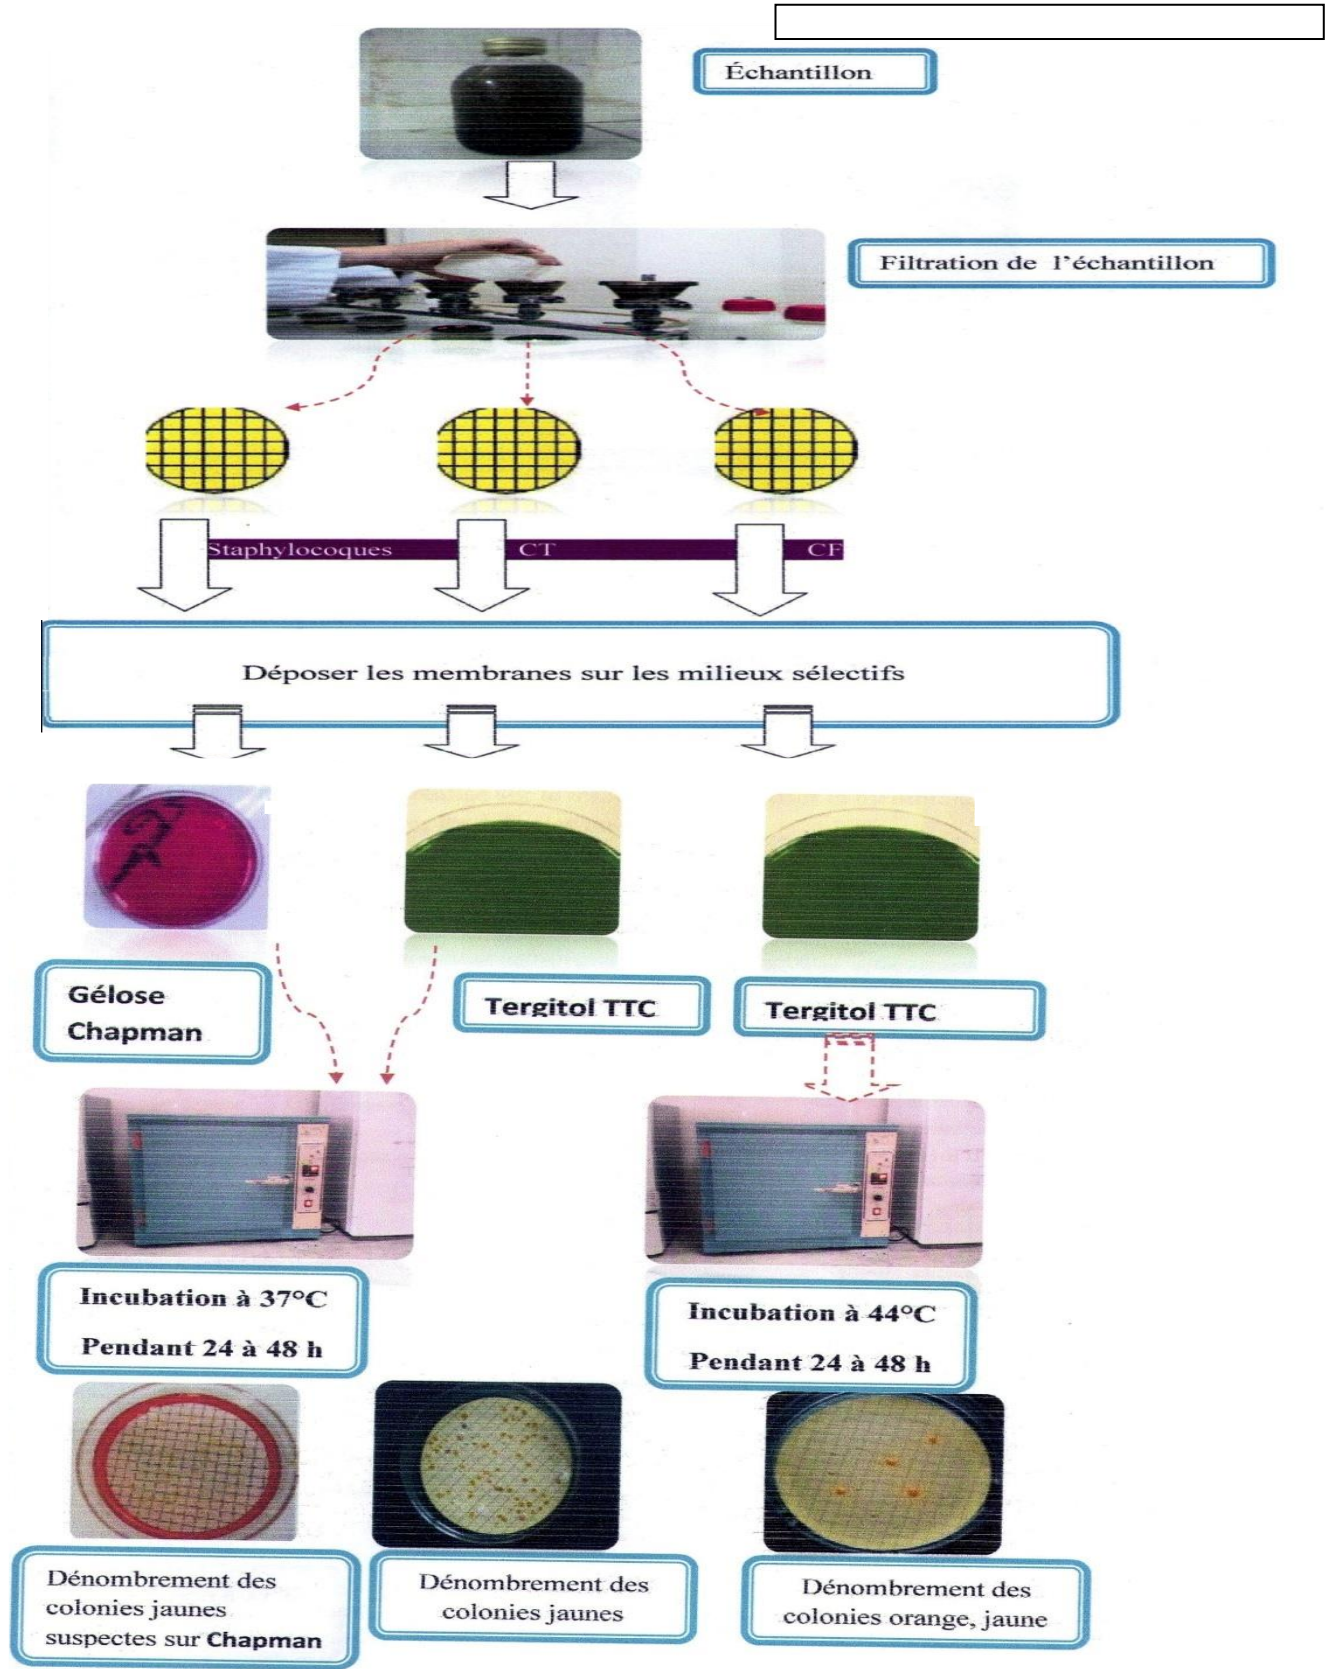 Échantillon
Filtration de l'échantillon
Staphylocoques
CT
CF
Déposer les membranes sur les milieux sélectifs
Gélose
Chapman
Tergitol TTC
Tergitol TTC
Incubation à 37°C
Pendant 24 à 48 h
Incubation à 44°C
Pendant 24 à 48 h
Dénombrement des
colonies jaunes
suspectes sur Chapman
Dénombrement des
colonies jaunes
Dénombrement des
colonies orange, jaune